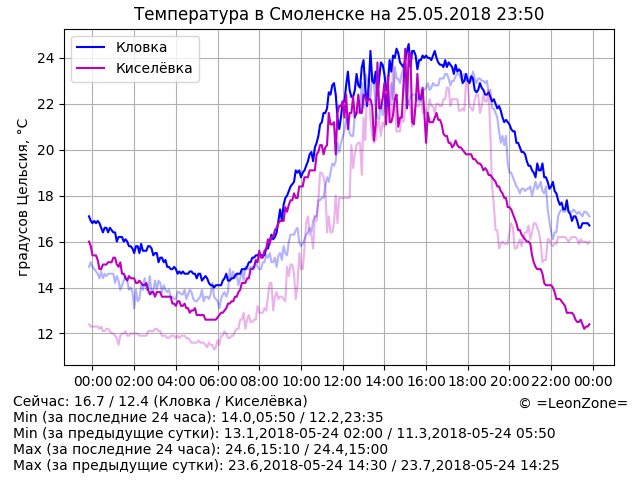 Температура в Смоленске на 25.05.2018 23:50
градусов Цельсия, °C
24
22
20
18
16
14
12
Кловка
Киселёвка
00:00 02:00 04:00 06:00 08:00 10:00 12:00 14:00 16:00 18:00 20:00 22:00 00:00
Сейчас: 16.7 / 12.4 (Кловка / Киселёвка)
© =LeonZone=
Min (за последние 24 часа): 14.0,05:50 / 12.2,23:35
Min (за предыдущие сутки): 13.1,2018-05-24 02:00 / 11.3,2018-05-24 05:50
Max (за последние 24 часа): 24.6,15:10 / 24.4,15:00
Max (за предыдущие сутки): 23.6,2018-05-24 14:30 / 23.7,2018-05-24 14:25